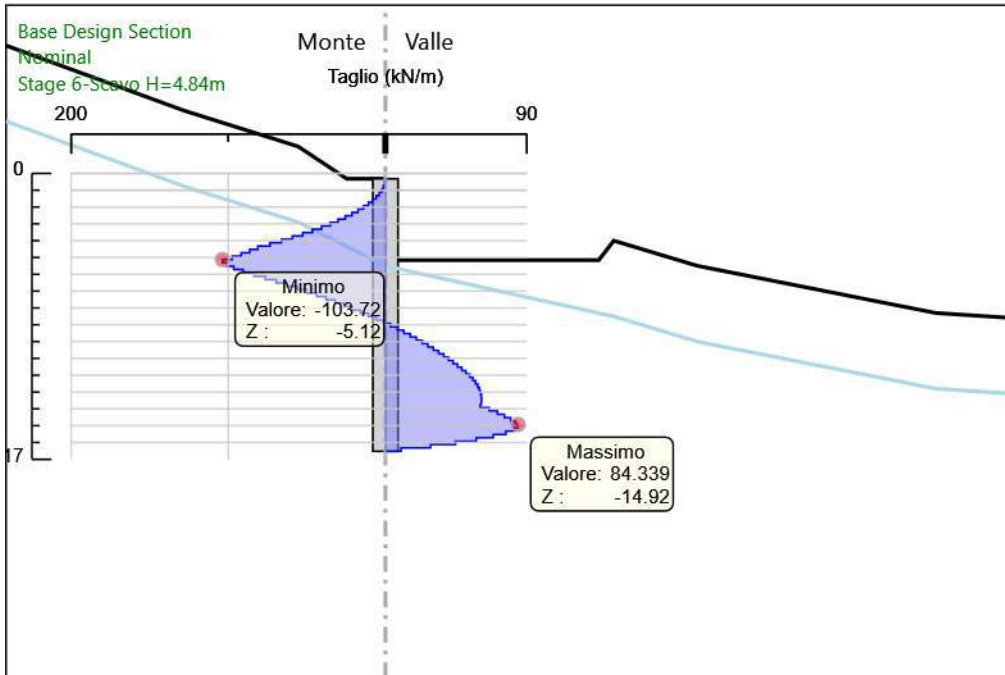 Base Design Section
Nominal
Stage 6-Scavo H=4.84m
Monte Valle
Taglio (kN/m)
200 90
0
Minimo
Valore: -103.72
Z : -5.12
17
Massimo
Valore: 84.339
Z : -14.92